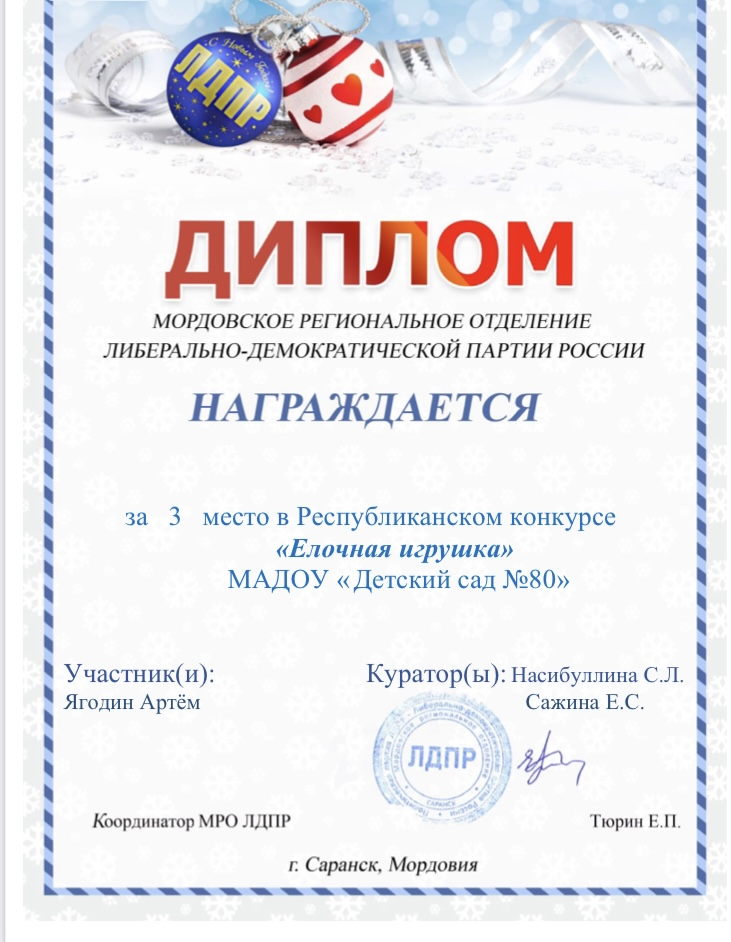 С Новым Годом!
ЛДПР
ДИПЛОМ
МОРДОВСКОЕ РЕГИОНАЛЬНОЕ ОТДЕЛЕНИЕ
ЛИБЕРАЛЬНО-ДЕМОКРАТИЧЕСКОЙ ПАРТИИ РОССИИ
НАГРАЖДАЕТСЯ
за 3 место в Республиканском конкурсе
«Елочная игрушка»
МАДОУ «Детский сад №80»
Участник(и):
Ягодин Артём
Куратор(ы): Насибуллина С.Л.
Сажина Е.С.
ЛДПР
САРАНСК
Координатор МРО ЛДПР
Тюрин Е.П.
г. Саранск, Мордовия